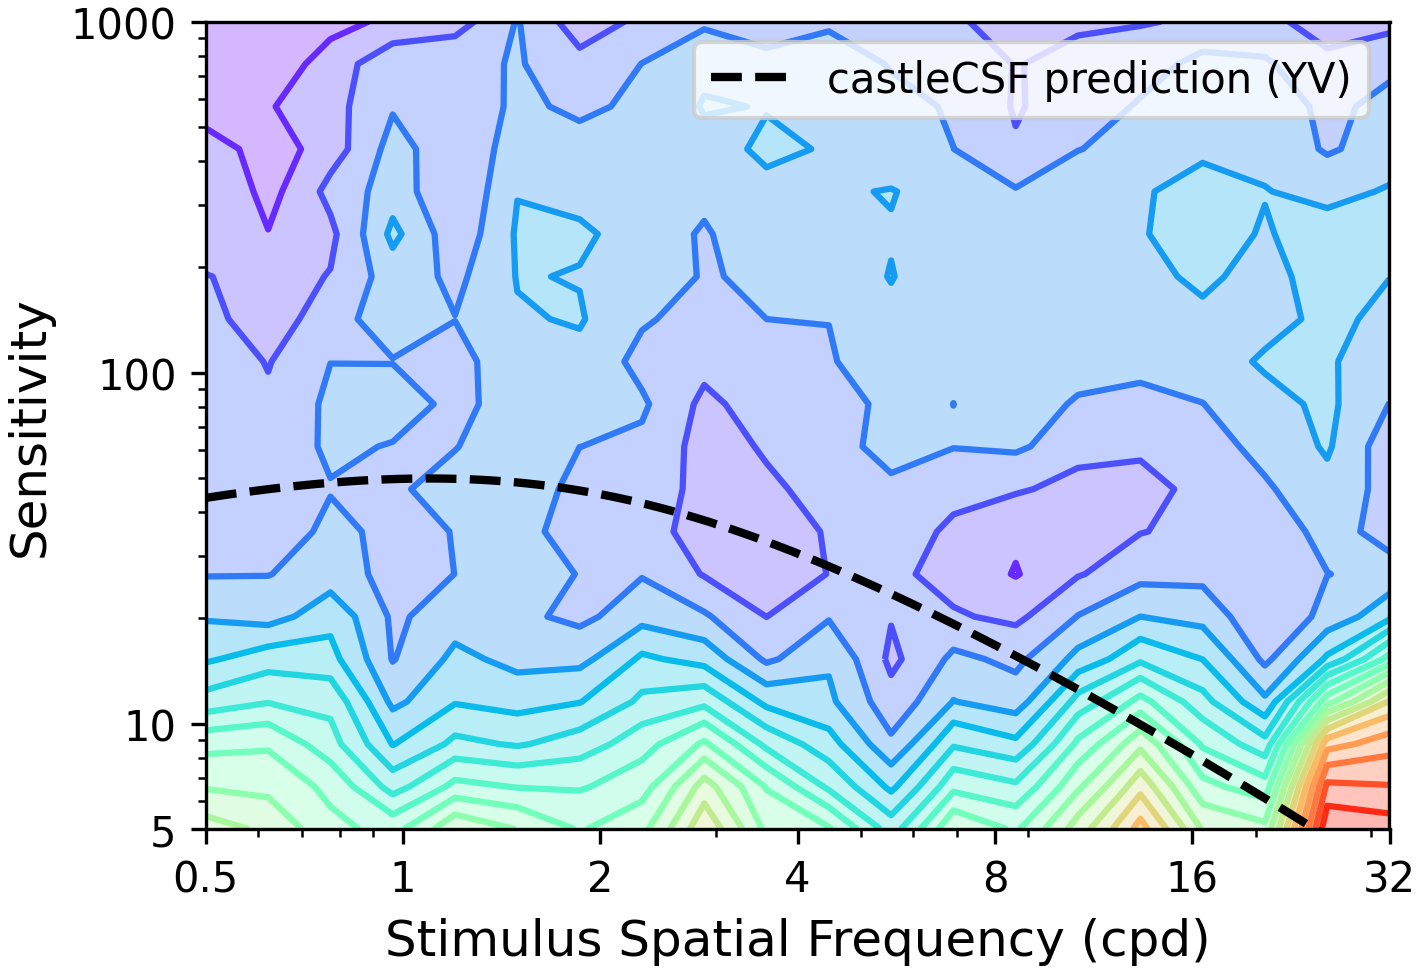 1000
100
10
5
Sensitivity
castleCSF prediction (YV)
0.5 1 2 4 8 16 32
Stimulus Spatial Frequency (cpd)